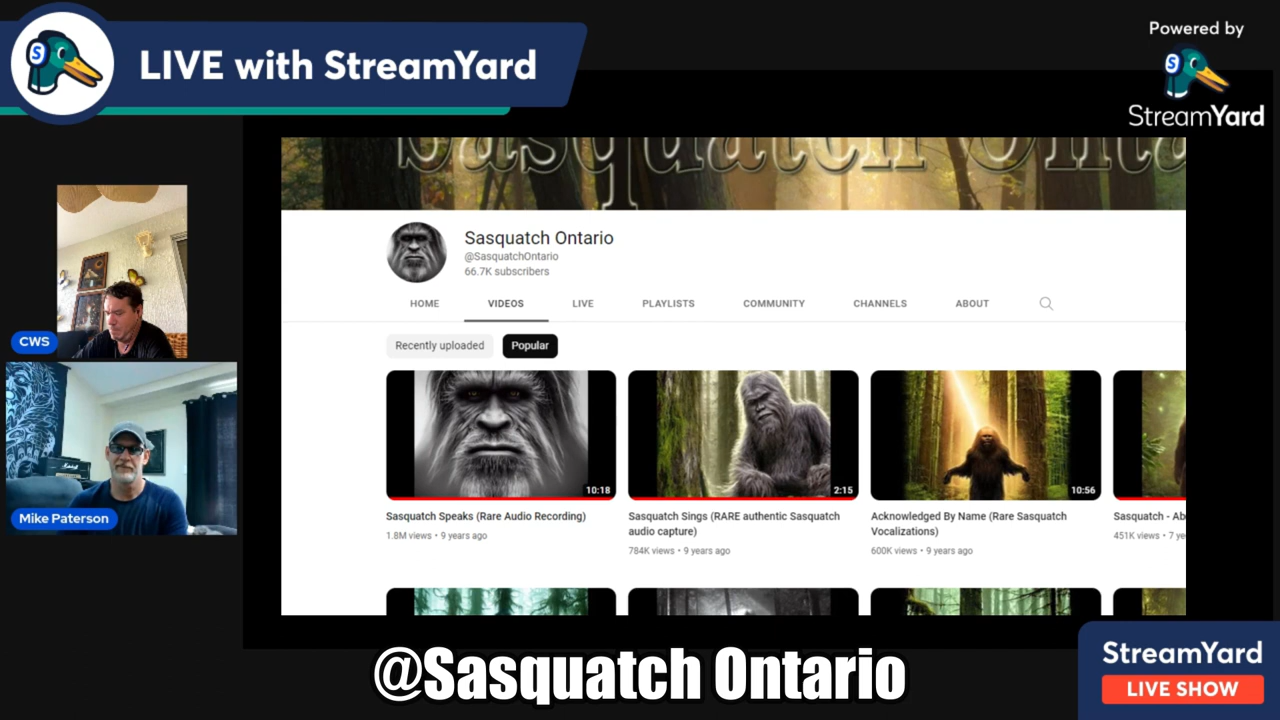 LIVE with StreamYard
Powered by
StreamYard
Sasquatch Onta
Sasquatch Ontario
@SasquatchOntario
66.7K subscribers
HOME VIDEOS LIVE PLAYLISTS COMMUNITY CHANNELS ABOUT
Recently uploaded Popular
10:18 2:15 10:56
Sasquatch Speaks (Rare Audio Recording)
1.8M views • 9 years ago
Sasquatch Sings (RARE authentic Sasquatch
audio capture)
784K views • 9 years ago
Acknowledged By Name (Rare Sasquatch
Vocalizations)
600K views • 9 years ago
Sasquatch - Ab
451K views • 7 ye
CWS
Marshall
Mike Paterson
@Sasquatch Ontario
StreamYard
LIVE SHOW